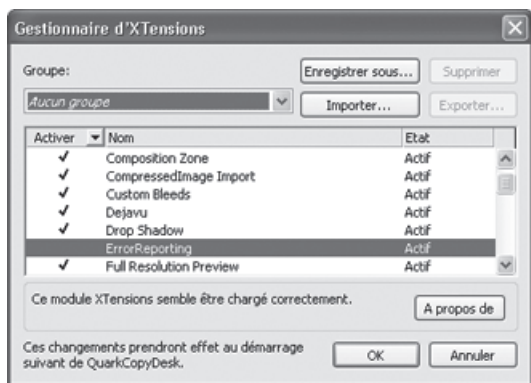 Gestionnaire d'XTensions
Groupe:
Enregistrer sous...
Supprimer
Aucun groupe
Importer...
Exporter...
Activer Nom Etat
Composition Zone Actif
CompressedImage Import Actif
Custom Bleeds Actif
Dejavu Actif
Drop Shadow Actif
ErrorReporting Actif
Full Resolution Preview Actif
Ce module XTensions semble être chargé correctement.
A propos de
Ces changements prendront effet au démarrage
suivant de QuarkCopyDesk.
OK
Annuler